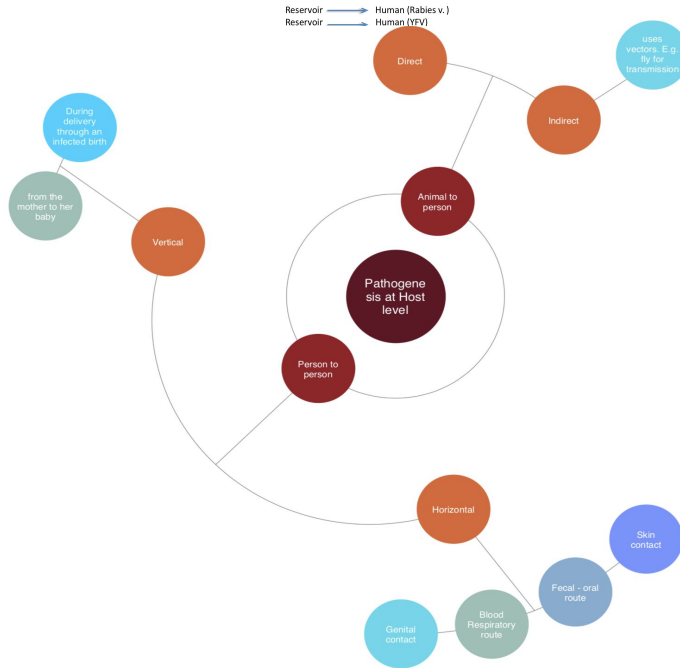 Reservoir Human (Rabies v. )
Reservoir Human (YFV)
Direct
uses
vectors. E.g.
fly for
transmission
Indirect
During
delivery
through an
infected birth
from the
mother to her
baby
Vertical
Animal to
person
Pathogene
sis at Host
level
Person to
person
Horizontal
Skin
contact
Fecal - oral
route
Blood
Respiratory
route
Genital
contact